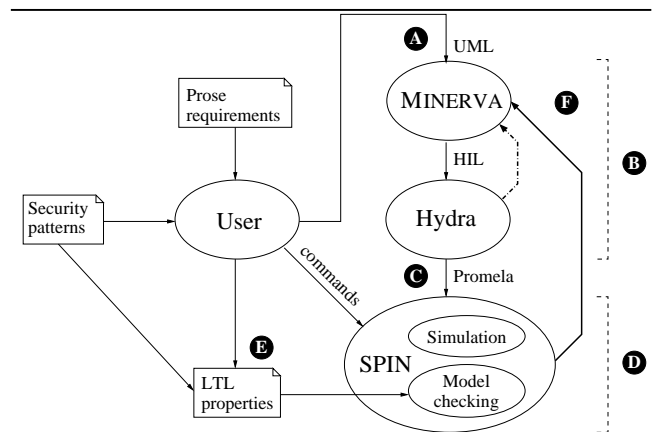 A
UML
F
MINERVA
Prose
requirements
B
HIL
Security
patterns
User
Hydra
commands
C
Promela
Simulation
E
SPIN
D
LTL
properties
Model
checking